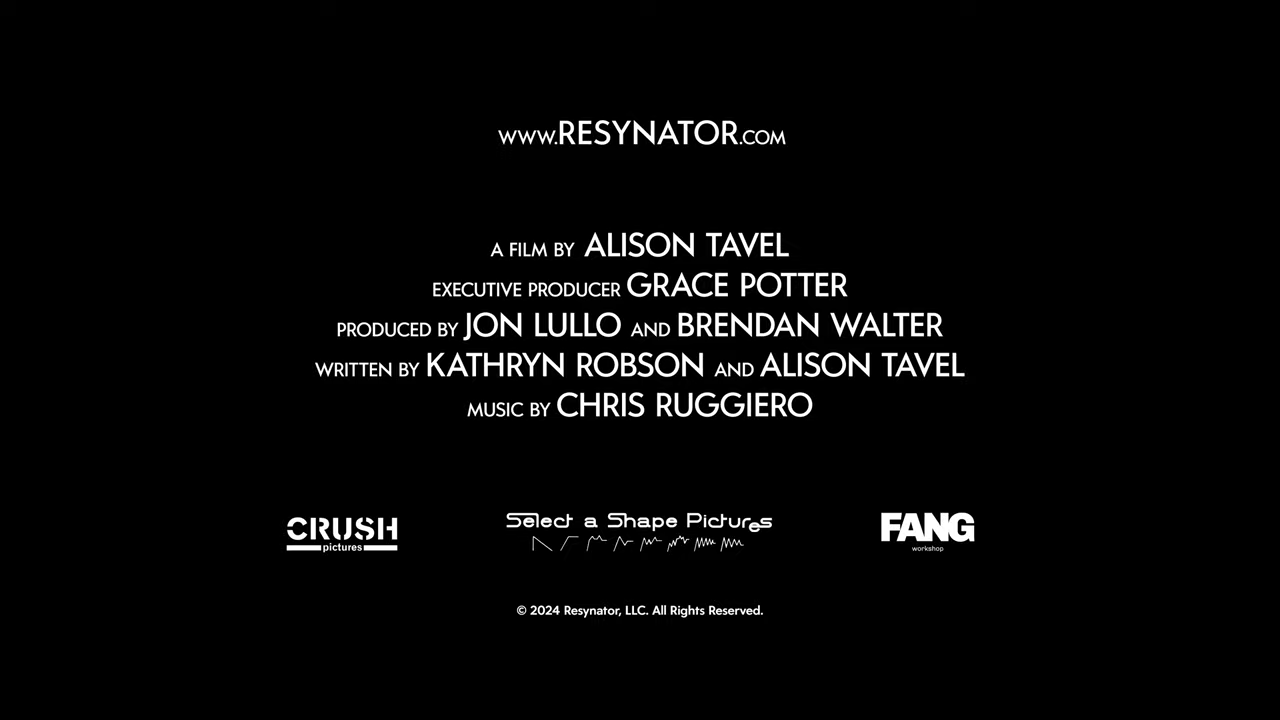 WWW.RESYNATOR.COM
A FILM BY ALISON TAVEL
EXECUTIVE PRODUCER GRACE POTTER
PRODUCED BY JON LULLO AND BRENDAN WALTER
WRITTEN BY KATHRYN ROBSON AND ALISON TAVEL
MUSIC BY CHRIS RUGGIERO
CRUSH
pictures
Select a Shape Pictures
FANG
workshop
© 2024 Resynator, LLC. All Rights Reserved.